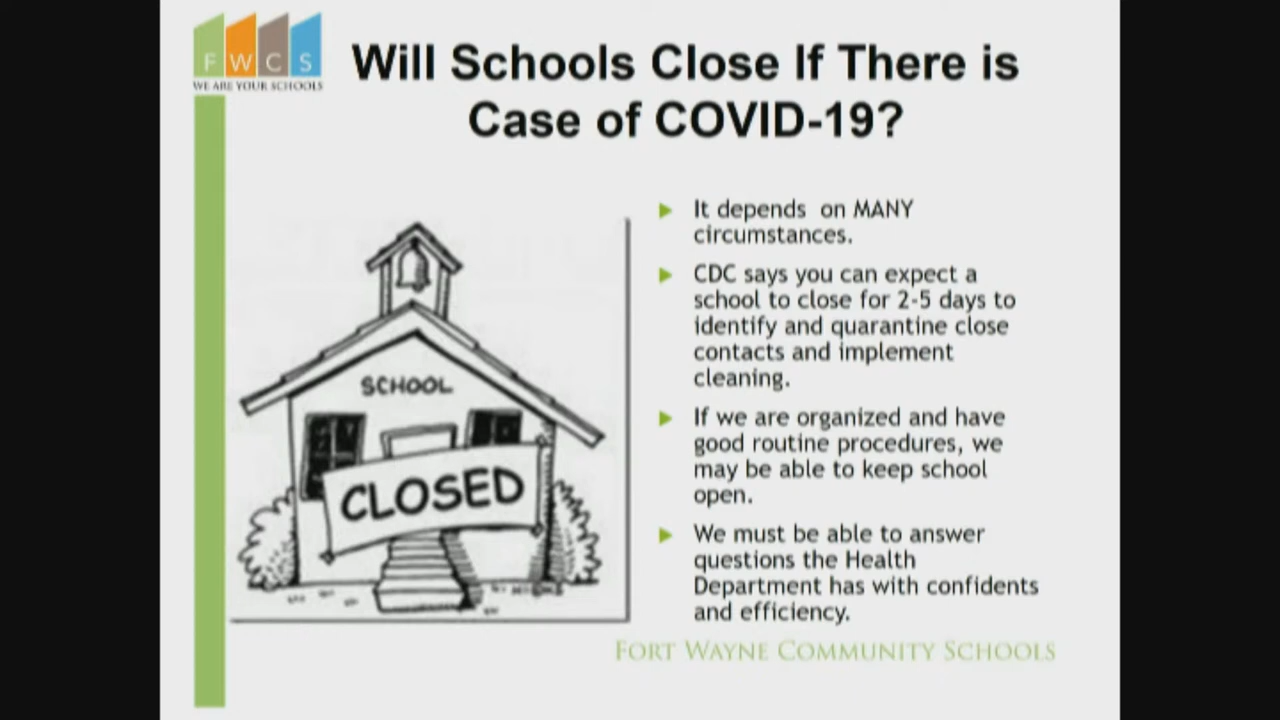 FWCS
WE ARE YOUR SCHOOLS
Will Schools Close If There is
Case of COVID-19?
SCHOOL
CLOSED
It depends on MANY
circumstances.
CDC says you can expect a
school to close for 2-5 days to
identify and quarantine close
contacts and implement
cleaning.
If we are organized and have
good routine procedures, we
may be able to keep school
open.
We must be able to answer
questions the Health
Department has with confidents
and efficiency.
FORT WAYNE COMMUNITY SCHOOLS